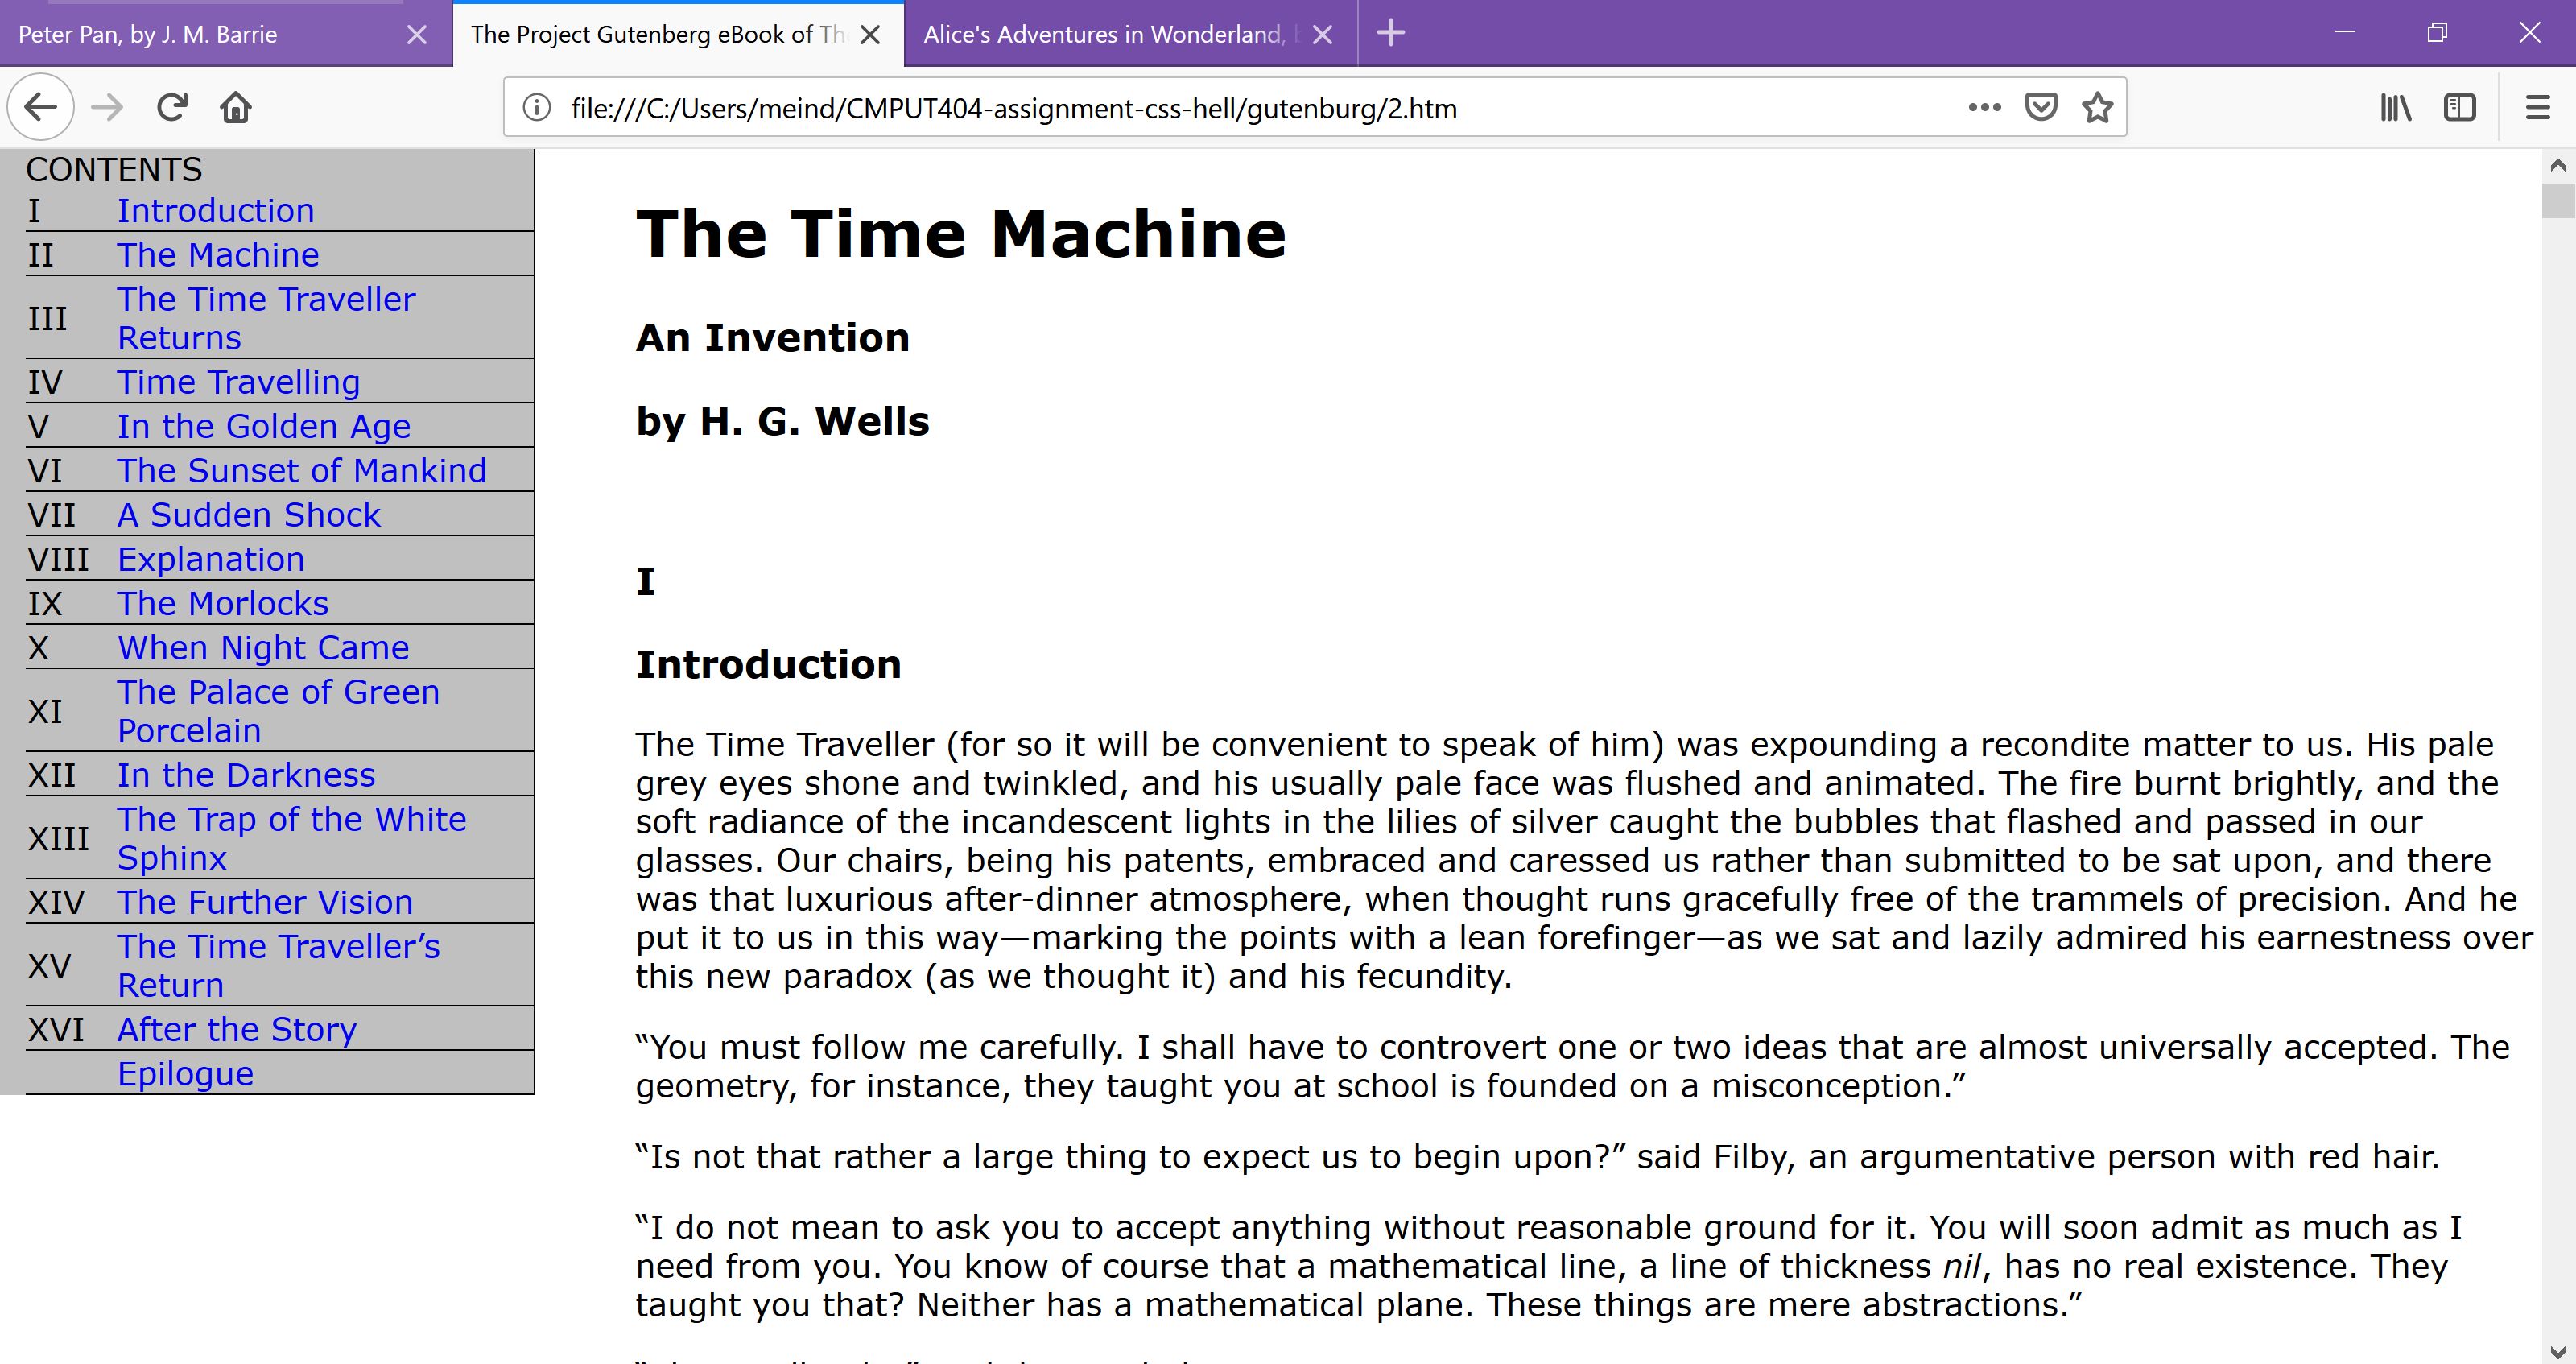 Peter Pan, by J. M. Barrie
The Project Gutenberg eBook of Th
Alice's Adventures in Wonderland,
file:///C:/Users/meind/CMPUT404-assignment-css-hell/gutenburg/2.htm
CONTENTS
I Introduction
II The Machine
III The Time Traveller
Returns
IV Time Travelling
V In the Golden Age
VI The Sunset of Mankind
VII A Sudden Shock
VIII Explanation
IX The Morlocks
X When Night Came
XI The Palace of Green
Porcelain
XII In the Darkness
XIII The Trap of the White
Sphinx
XIV The Further Vision
XV The Time Traveller’s
Return
XVI After the Story
Epilogue
The Time Machine
An Invention
by H. G. Wells
I
Introduction
The Time Traveller (for so it will be convenient to speak of him) was expounding a recondite matter to us. His pale
grey eyes shone and twinkled, and his usually pale face was flushed and animated. The fire burnt brightly, and the
soft radiance of the incandescent lights in the lilies of silver caught the bubbles that flashed and passed in our
glasses. Our chairs, being his patents, embraced and caressed us rather than submitted to be sat upon, and there
was that luxurious after-dinner atmosphere, when thought runs gracefully free of the trammels of precision. And he
put it to us in this way—marking the points with a lean forefinger—as we sat and lazily admired his earnestness over
this new paradox (as we thought it) and his fecundity.
“You must follow me carefully. I shall have to controvert one or two ideas that are almost universally accepted. The
geometry, for instance, they taught you at school is founded on a misconception.”
“Is not that rather a large thing to expect us to begin upon?” said Filby, an argumentative person with red hair.
“I do not mean to ask you to accept anything without reasonable ground for it. You will soon admit as much as I
need from you. You know of course that a mathematical line, a line of thickness nil, has no real existence. They
taught you that? Neither has a mathematical plane. These things are mere abstractions.”